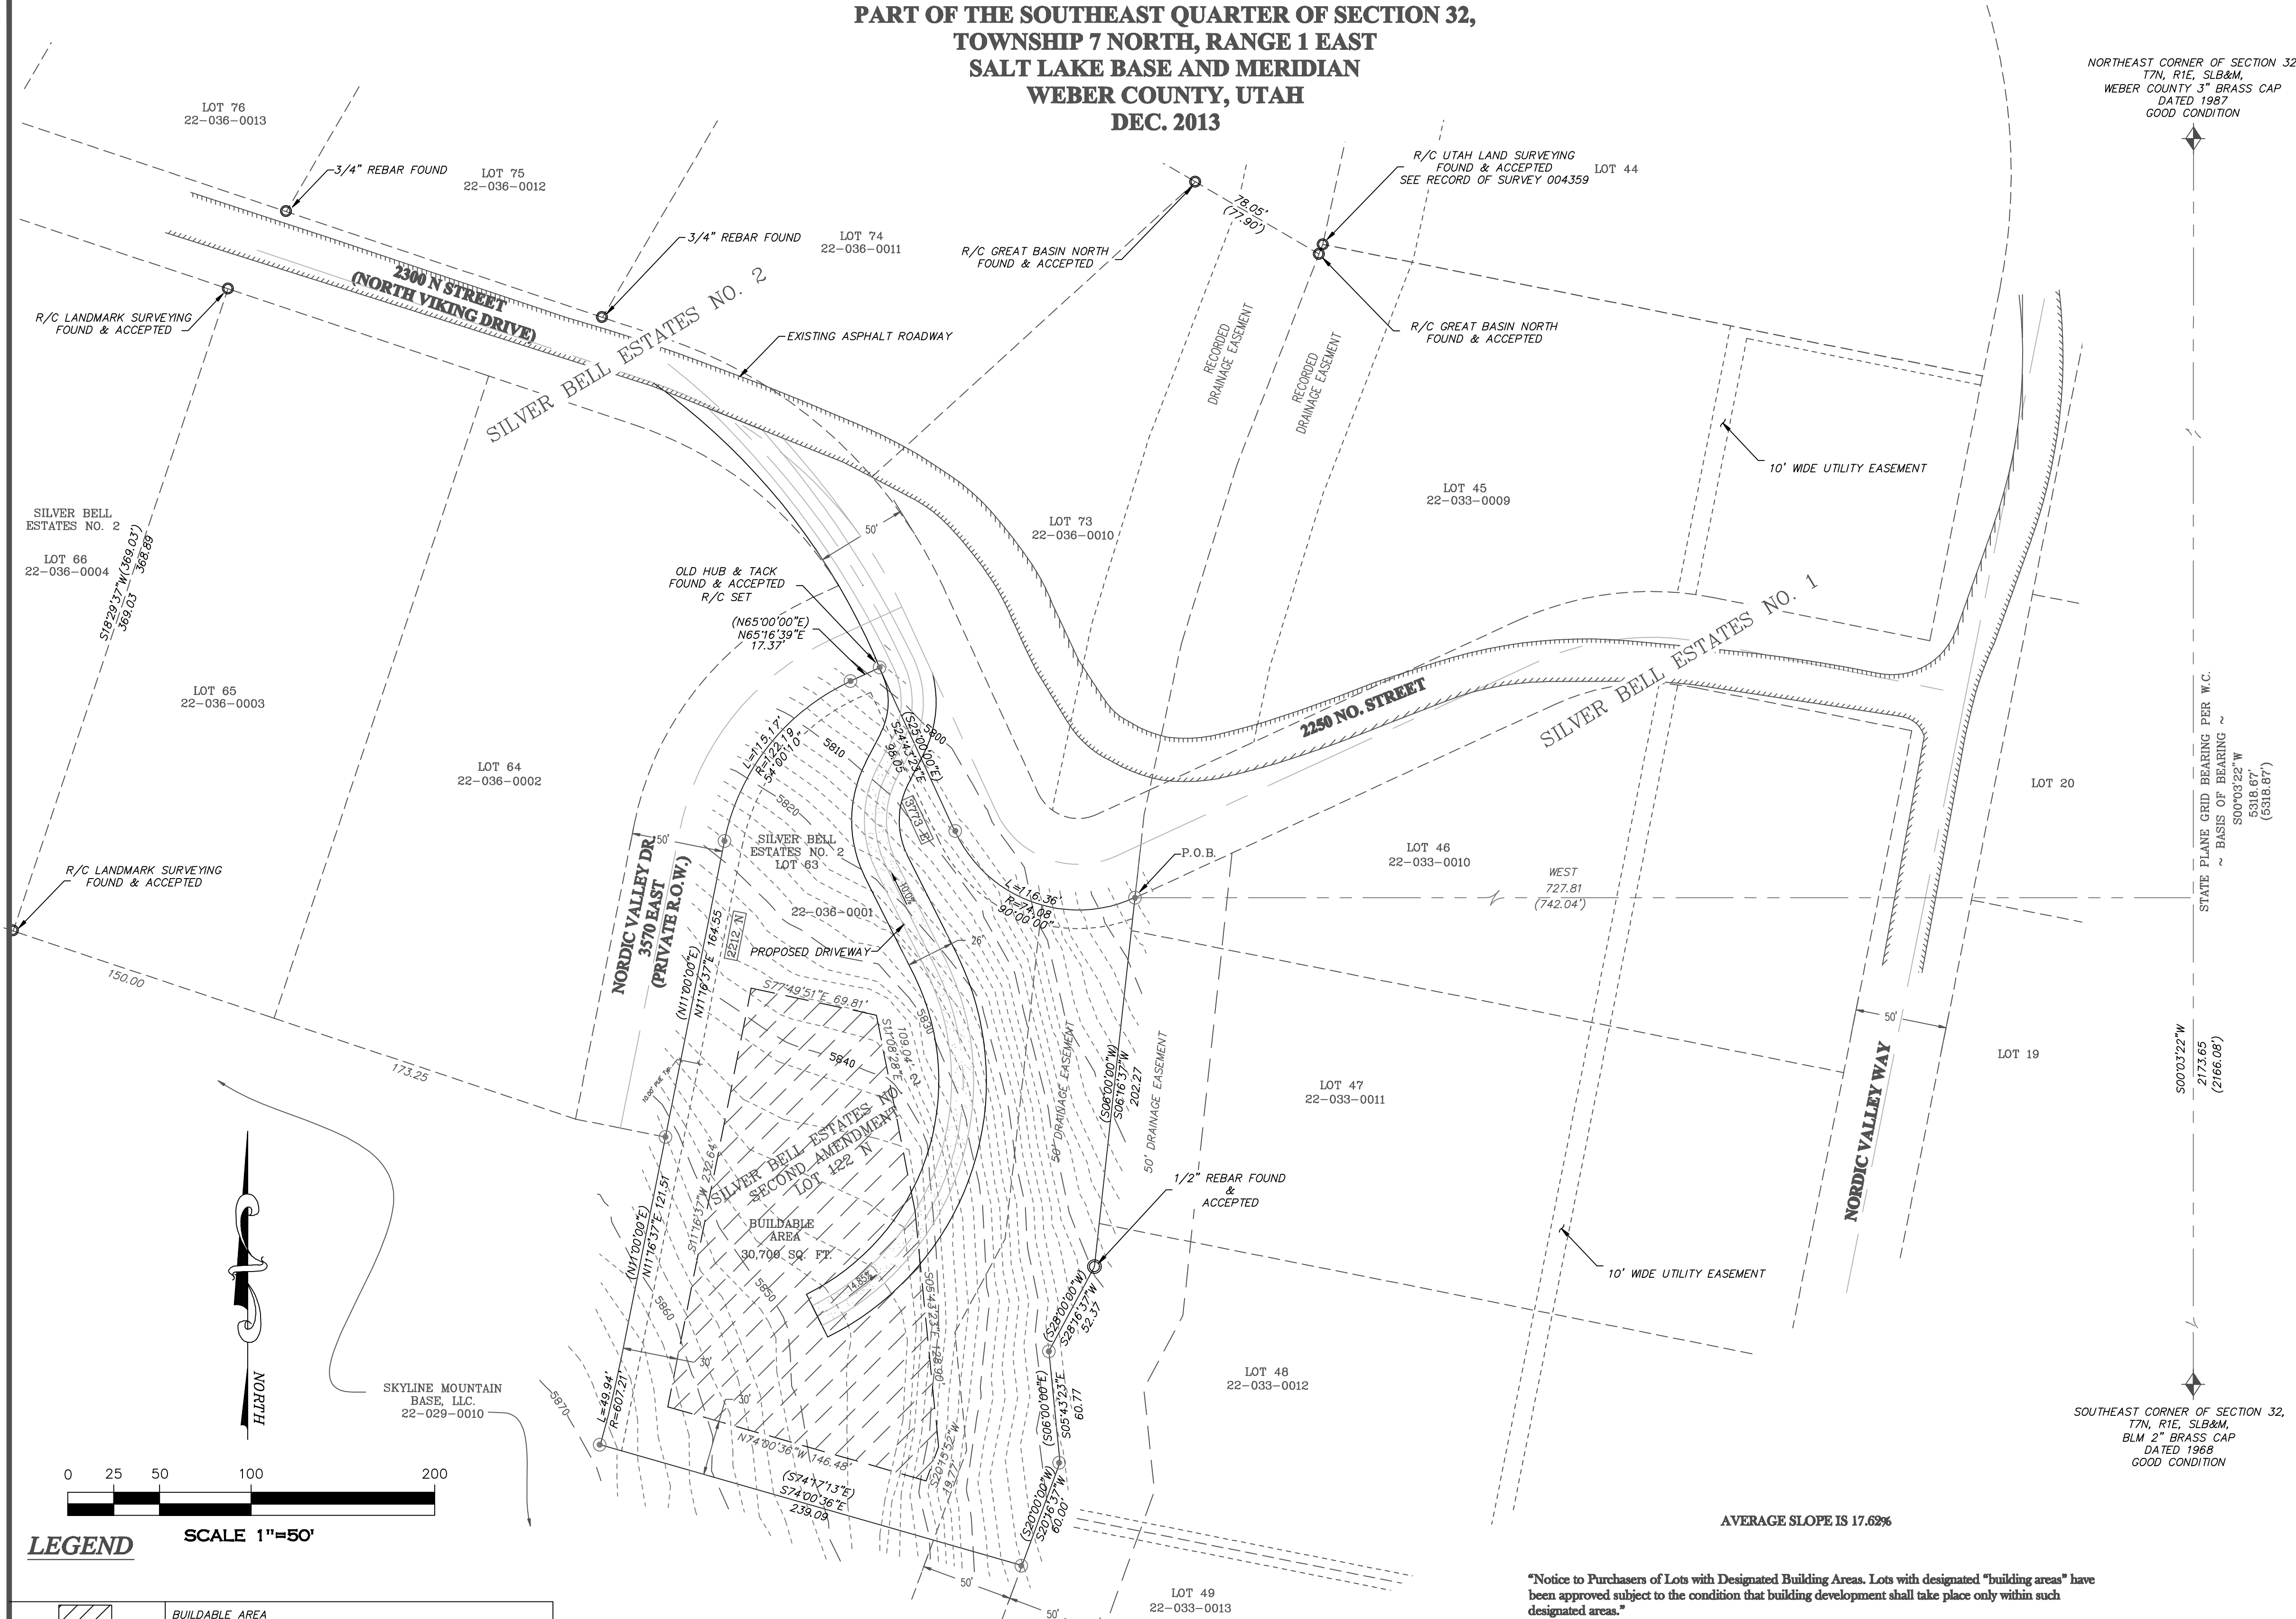 PART OF THE SOUTHEAST QUARTER OF SECTION 32,
TOWNSHIP 7 NORTH, RANGE 1 EAST
SALT LAKE BASE AND MERIDIAN
WEBER COUNTY, UTAH
DEC. 2013
NORTHEAST CORNER OF SECTION 32
T7N, R1E, SLB&M,
WEBER COUNTY 3" BRASS CAP
DATED 1987
GOOD CONDITION
LOT 76
22-036-0013
3/4" REBAR FOUND
LOT 75
22-036-0012
3/4" REBAR FOUND
LOT 74
22-036-0011
R/C UTAH LAND SURVEYING
FOUND & ACCEPTED
SEE RECORD OF SURVEY 004359
LOT 44
78.05'
(77.90')
R/C GREAT BASIN NORTH
FOUND & ACCEPTED
R/C GREAT BASIN NORTH
FOUND & ACCEPTED
2300 N STREET
(NORTH VIKING DRIVE)
R/C LANDMARK SURVEYING
FOUND & ACCEPTED
SILVER BELL ESTATES NO. 2
EXISTING ASPHALT ROADWAY
RECORDED
DRAINAGE EASEMENT
RECORDED
DRAINAGE EASEMENT
10' WIDE UTILITY EASEMENT
LOT 45
22-033-0009
LOT 73
22-036-0010
50'
SILVER BELL
ESTATES NO. 2
LOT 66
22-036-0004
S18°29'37"W(369.03')
368.89
369.03
OLD HUB & TACK
FOUND & ACCEPTED
R/C SET
(N65°00'00"E)
N65°16'39"E
17.37'
LOT 65
22-036-0003
LOT 64
22-036-0002
L=115.17'
R=122.19
54°00'10"
5810
5800
(S25°00'00"E)
S24°43'23"E
98.05
5820
3773 E
2250 NO. STREET
SILVER BELL ESTATES NO. 1
LOT 20
STATE PLANE GRID BEARING PER W.C.
~ BASIS OF BEARING ~
S00°03'22"W
5318.67'
(5318.87')
50'
SILVER BELL
ESTATES NO. 2
LOT 63
22-036-0001
NORDIC VALLEY DR.
3570 EAST
(PRIVATE R.O.W.)
P.O.B.
LOT 46
22-033-0010
WEST
727.81
(742.04')
L=116.36'
R=74.08
90°00'00"
10.0%
26'
PROPOSED DRIVEWAY
2212 N
(N11°00'00"E)
N11°16'37"E 164.55
R/C LANDMARK SURVEYING
FOUND & ACCEPTED
150.00
173.25
S77°49'51"E 69.81'
S11°08'28"E
109.04'
5830
5840
10.00' PUE Typ.
50' DRAINAGE EASEMENT
(S06°00'00"W)
S06°16'37"W
202.27
50' DRAINAGE EASEMENT
LOT 47
22-033-0011
50'
LOT 19
NORDIC VALLEY WAY
S00°03'22"W
2173.65
(2166.08')
SILVER BELL ESTATES NO. 2
SECOND AMENDMENT
LOT 122 N
S11°16'37"W 232.64'
BUILDABLE
AREA
30,700 SQ. FT.
1/2" REBAR FOUND
&
ACCEPTED
(N11°00'00"E)
N11°16'37"E 121.51
5850
5860
14.85%
S05°43'23"E 128.90'
(S28°00'00"W)
S28°16'37"W
52.37
10' WIDE UTILITY EASEMENT
NORTH
30'
30'
SKYLINE MOUNTAIN
BASE, LLC.
22-029-0010
5870
L=49.94'
R=607.21'
N74°00'36"W 146.48'
(S74°17'13"E)
S74°00'36"E
239.09
S20°15'52"W
19.77'
(S06°00'00"E)
S05°43'23"E
60.77
(S20°00'00"W)
S20°16'37"W
60.00'
LOT 48
22-033-0012
SOUTHEAST CORNER OF SECTION 32,
T7N, R1E, SLB&M,
BLM 2" BRASS CAP
DATED 1968
GOOD CONDITION
0 25 50 100 200
SCALE 1"=50'
LEGEND
BUILDABLE AREA
50'
50'
LOT 49
22-033-0013
AVERAGE SLOPE IS 17.62%
"Notice to Purchasers of Lots with Designated Building Areas. Lots with designated "building areas" have
been approved subject to the condition that building development shall take place only within such
designated areas."